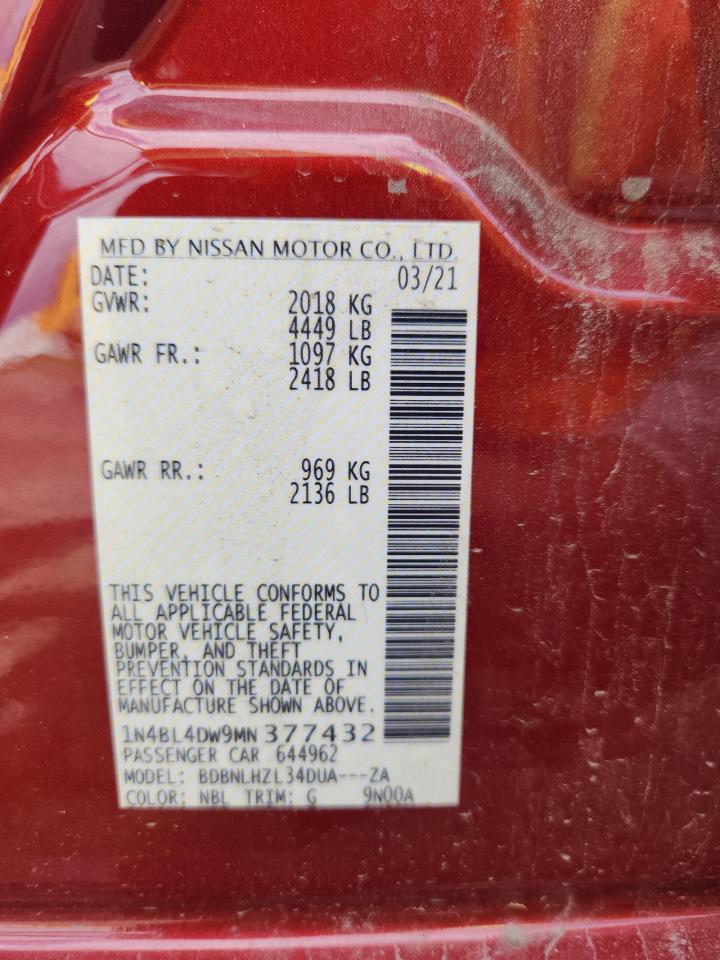 MFD BY NISSAN MOTOR CO., LTD.
DATE: 03/21
GVWR: 2018 KG
4449 LB
GAWR FR.: 1097 KG
2418 LB
GAWR RR.: 969 KG
2136 LB
THIS VEHICLE CONFORMS TO
ALL APPLICABLE FEDERAL
MOTOR VEHICLE SAFETY,
BUMPER, AND THEFT
PREVENTION STANDARDS IN
EFFECT ON THE DATE OF
MANUFACTURE SHOWN ABOVE.
1N4BL4DW9MN 377432
PASSENGER CAR 644962
MODEL: BDBNLHZL34DUA---ZA
COLOR: NBL TRIM: G 9N00A